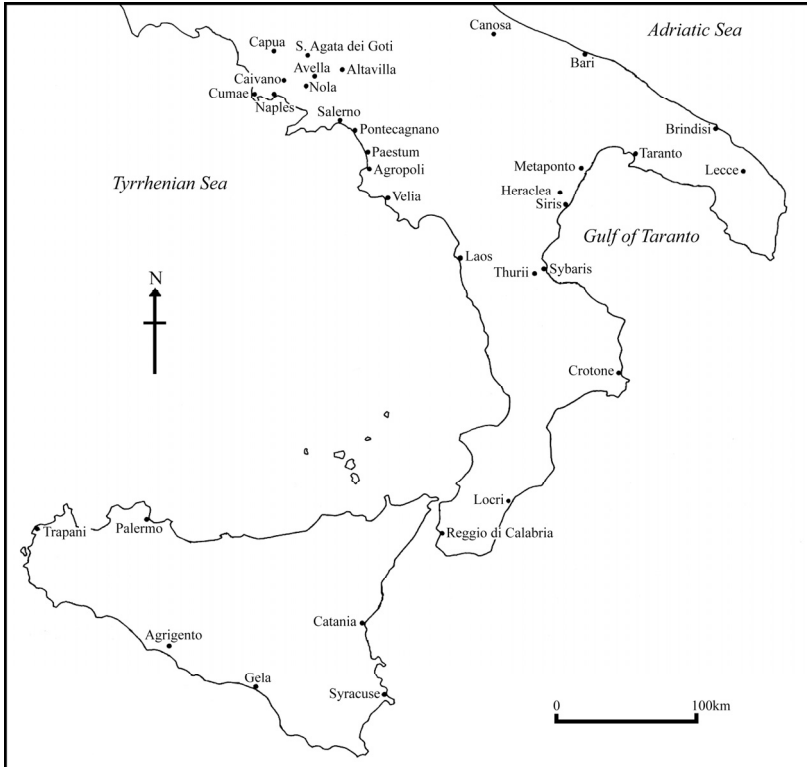 Canosa
Adriatic Sea
Capua
S. Agata dei Goti
Bari
Avella
Altavilla
Caivano
Nola
Cumae
Naples
Salerno
Pontecagnano
Brindisi
Paestum
Taranto
Agropoli
Metaponto
Lecce
Tyrrhenian Sea
Velia
Heraclea
Siris
Gulf of Taranto
Laos
Thurii
Sybaris
N
Crotone
Locri
Trapani
Palermo
Reggio di Calabria
Catania
Agrigento
Gela
Syracuse
0
100km